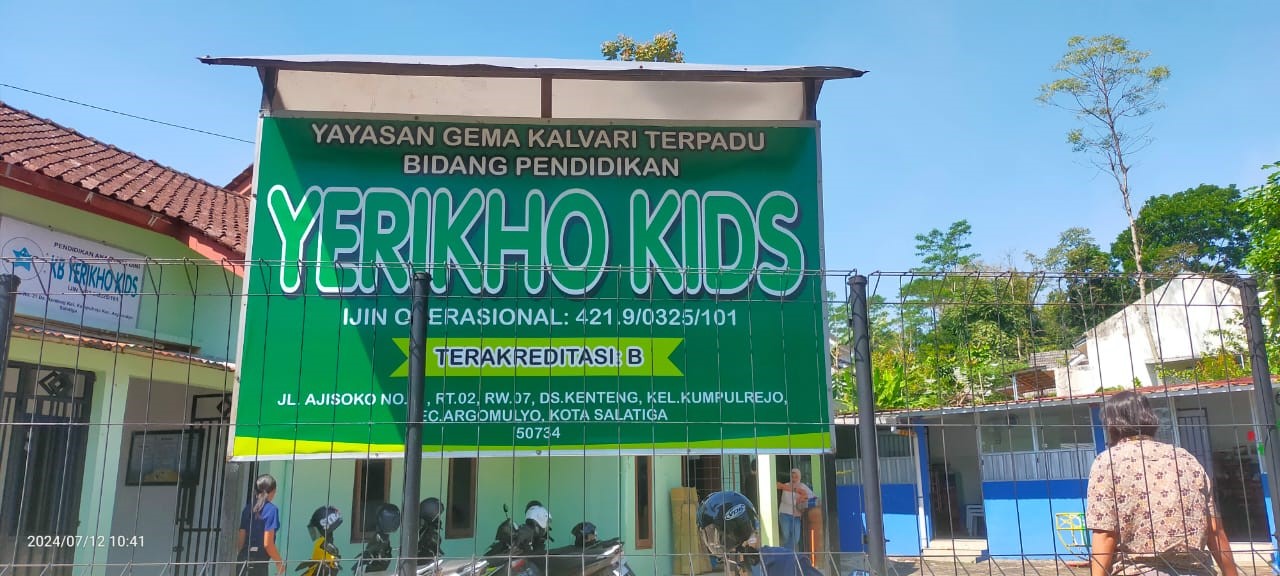 YAYASAN GEMA KALVARI TERPADU
BIDANG PENDIDIKAN
YERIKHO KIDS
IJIN OPERASIONAL: 421.9/0325/101
TERAKREDITASI: B
JL. AJISOKO NO. , RT.02, RW.07, DS.KENTENG, KEL.KUMPULREJO,
KEC.ARGOMULYO, KOTA SALATIGA
50734
PENDIDIKAN
KB YERIKHO KIDS
Salatiga
2024/07/12 10:41